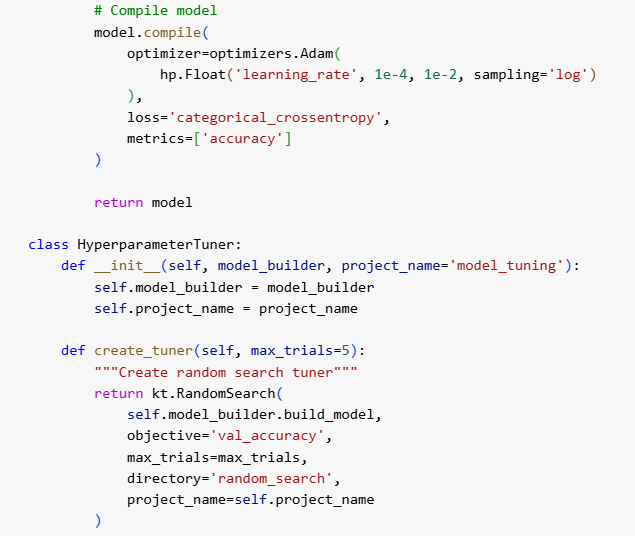 # Compile model
model.compile(
optimizer=optimizers.Adam(
hp.Float('learning_rate', 1e-4, 1e-2, sampling='log')
),
loss='categorical_crossentropy',
metrics=['accuracy']
)
return model
class HyperparameterTuner:
def __init__(self, model_builder, project_name='model_tuning'):
self.model_builder = model_builder
self.project_name = project_name
def create_tuner(self, max_trials=5):
"""Create random search tuner"""
return kt.RandomSearch(
self.model_builder.build_model,
objective='val_accuracy',
max_trials=max_trials,
directory='random_search',
project_name=self.project_name
)